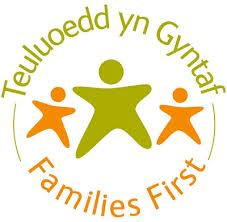 Teuluoedd yn Gyntaf
Families First